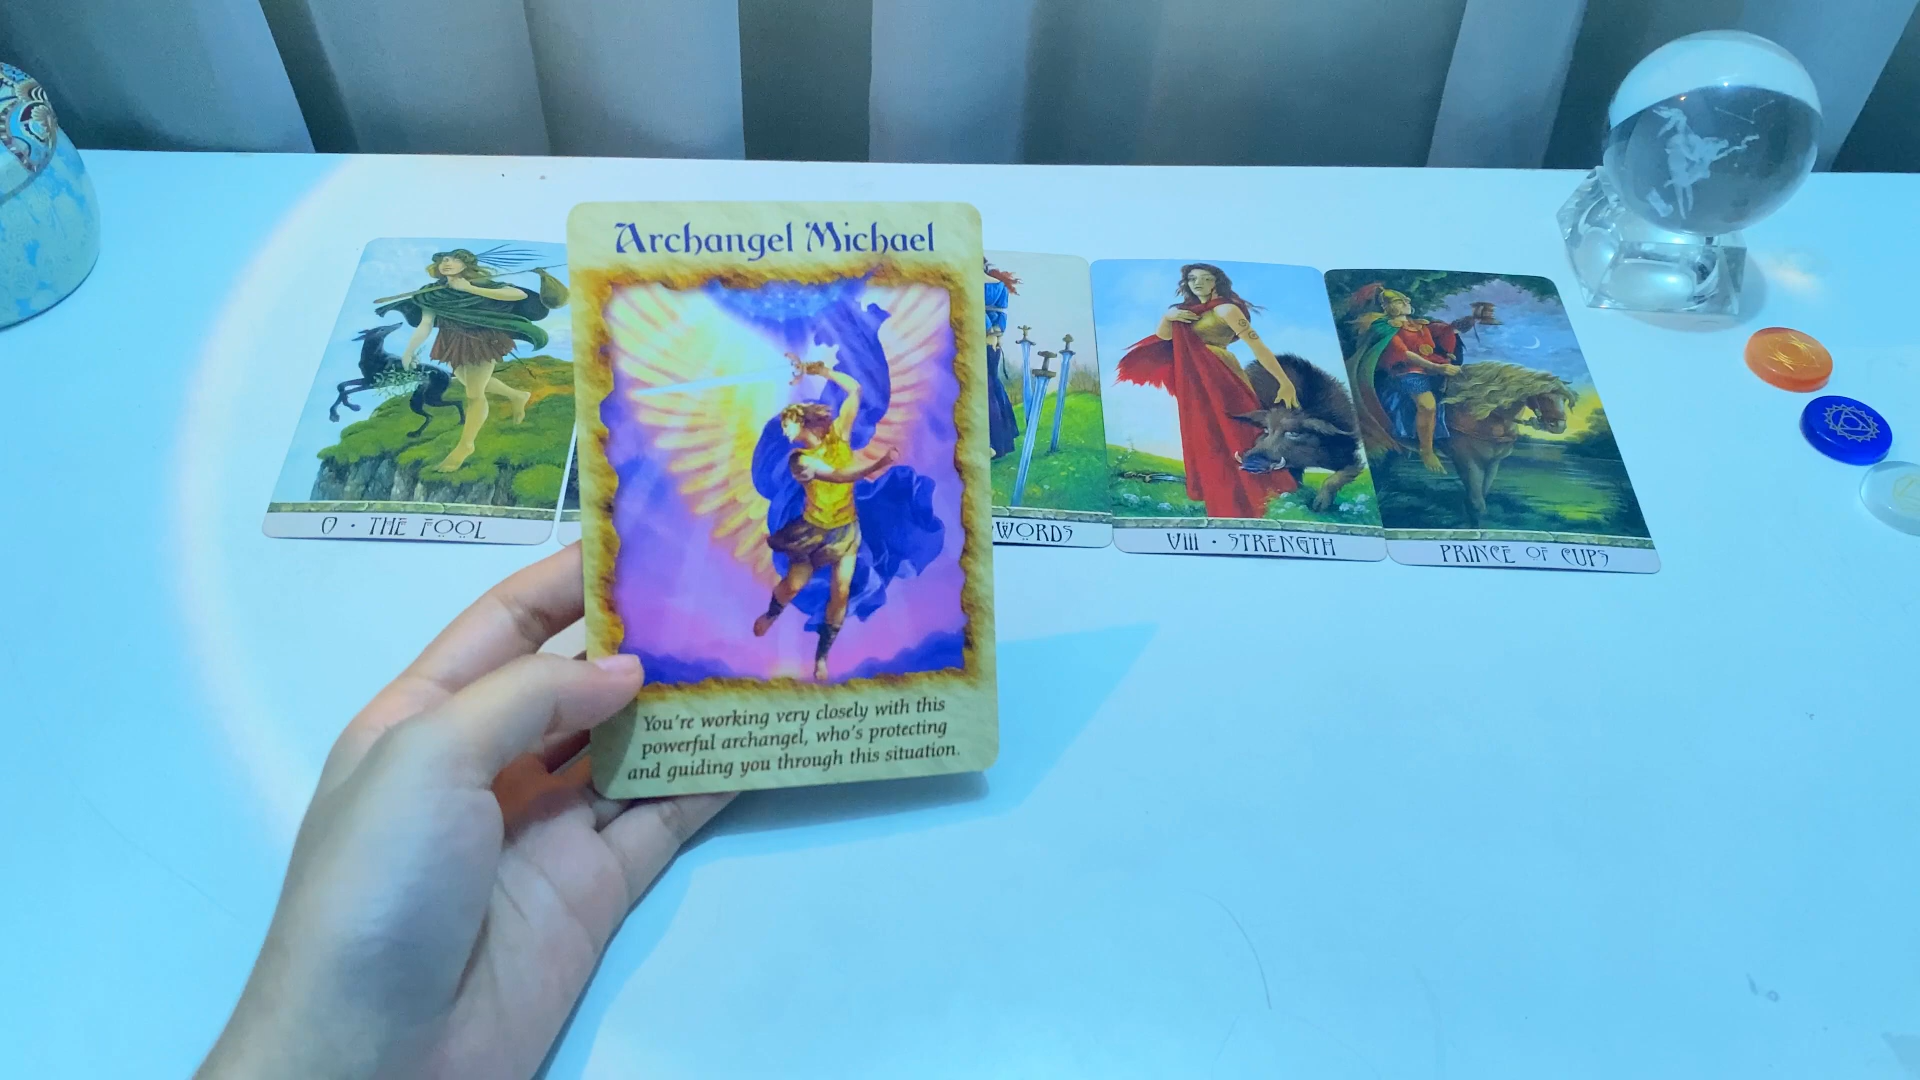 Archangel Michael
You're working very closely with this
powerful archangel, who's protecting
and guiding you through this situation.
0 · THE FOOL
WORDS
VIII · STRENGTH
PRINCE OF CUPS